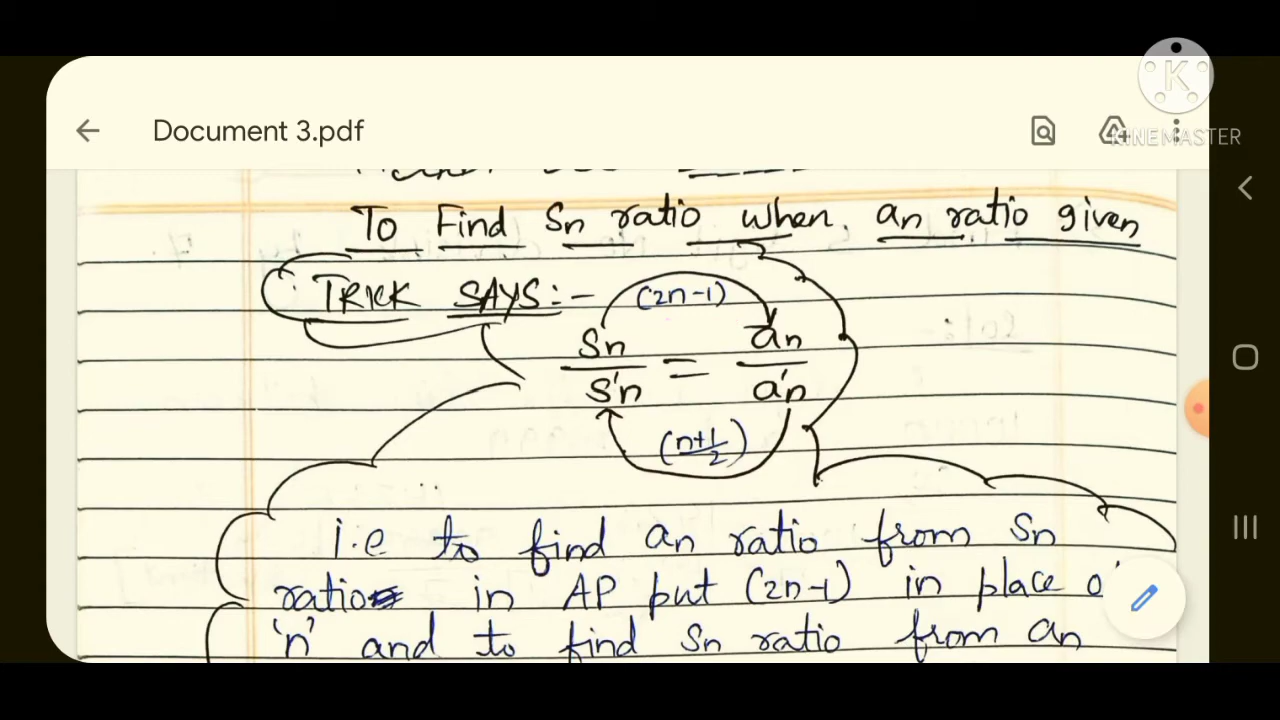 KINEMASTER
Document 3.pdf
To Find Sn ratio when an ratio given
TRICK SAYS:-
(2n-1)
Sn/S'n = an/a'n
(n+1/2)
i.e to find an ratio from Sn
ratio in AP put (2n-1) in place o
'n' and to find Sn ratio from an